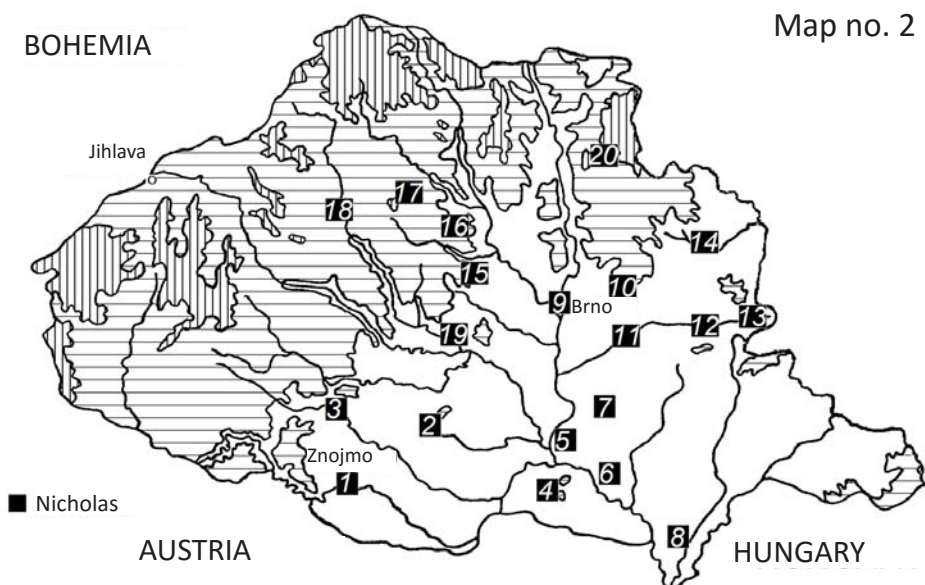 Map no. 2
BOHEMIA
Jihlava
20
17
18
16
14
15
10
9 Brno
13
12
11
19
3
7
2
5
Znojmo
6
1
4
Nicholas
8
AUSTRIA
HUNGARY